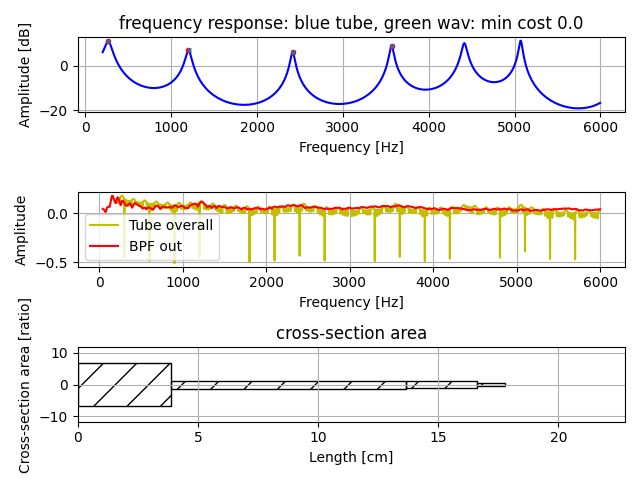 frequency response: blue tube, green wav: min cost 0.0
Amplitude [dB]
0
−20
0 1000 2000 3000 4000 5000 6000
Frequency [Hz]
Amplitude
0.0
−0.5
Tube overall
BPF out
0 1000 2000 3000 4000 5000 6000
Frequency [Hz]
cross-section area
Cross-section area [ratio]
10
0
−10
0 5 10 15 20
Length [cm]